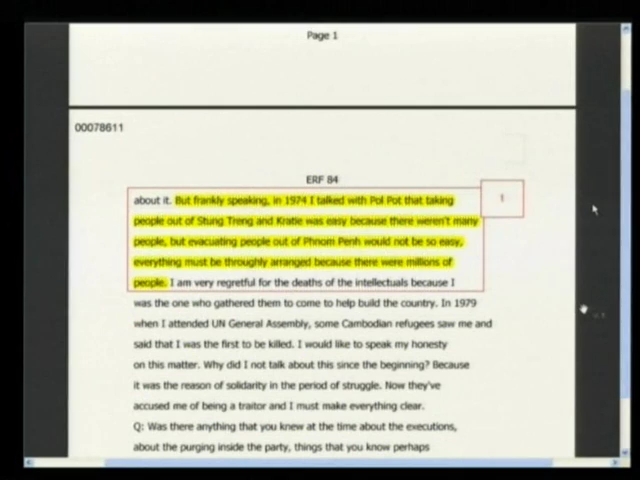 Page 1
00078611
ERF 84
about it. But frankly speaking, in 1974 I talked with Pol Pot that taking
1
people out of Stung Treng and Kratie was easy because there weren't many
people, but evacuating people out of Phnom Penh would not be so easy,
everything must be throughly arranged because there were millions of
people. I am very regretful for the deaths of the intellectuals because I
was the one who gathered them to come to help build the country. In 1979
when I attended UN General Assembly, some Cambodian refugees saw me and
said that I was the first to be killed. I would like to speak my honesty
on this matter. Why did I not talk about this since the beginning? Because
it was the reason of solidarity in the period of struggle. Now they've
accused me of being a traitor and I must make everything clear.
Q: Was there anything that you knew at the time about the executions,
about the purging inside the party, things that you know perhaps